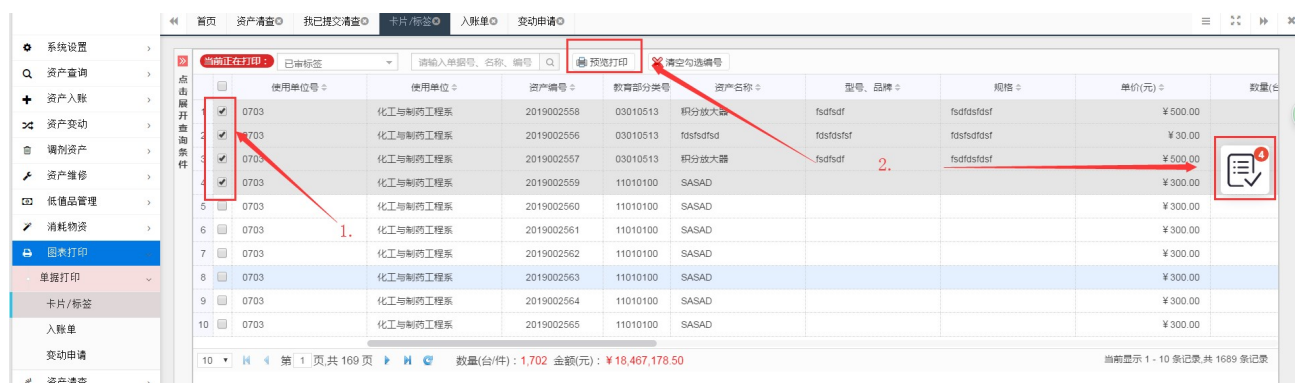 首页 资产清查 我已提交清查 卡片/标签 入账单 变动申请
系统设置
资产查询
资产入账
资产变动
调剂资产
资产维修
低值品管理
消耗物资
图表打印
单据打印
卡片/标签
入账单
变动申请
资产清查
点击展开查询条件
当前正在打印： 已审标签 请输入单据号、名称、编号 预览打印 清空勾选编号
使用单位号 使用单位 资产编号 教育部分类号 资产名称 型号、品牌 规格 单价(元) 数量(台
1 0703 化工与制药工程系 2019002558 03010513 积分放大器 fsdfsdf fsdfdsfdsf ¥500.00
2 0703 化工与制药工程系 2019002556 03010513 fdsfsdfsd fdsfdsfsf fdsfsdfdsf ¥30.00
3 0703 化工与制药工程系 2019002557 03010513 积分放大器 fsdfsdf fsdfdsfdsf ¥500.00
4 0703 化工与制药工程系 2019002559 11010100 SASAD ¥300.00
5 0703 化工与制药工程系 2019002560 11010100 SASAD ¥300.00
6 0703 化工与制药工程系 2019002561 11010100 SASAD ¥300.00
7 0703 化工与制药工程系 2019002562 11010100 SASAD ¥300.00
8 0703 化工与制药工程系 2019002563 11010100 SASAD ¥300.00
9 0703 化工与制药工程系 2019002564 11010100 SASAD ¥300.00
10 0703 化工与制药工程系 2019002565 11010100 SASAD ¥300.00
1.
2.
4
10 第 1 页,共 169 页 数量(台/件)：1,702 金额(元)：¥18,467,178.50 当前显示 1 - 10 条记录,共 1689 条记录